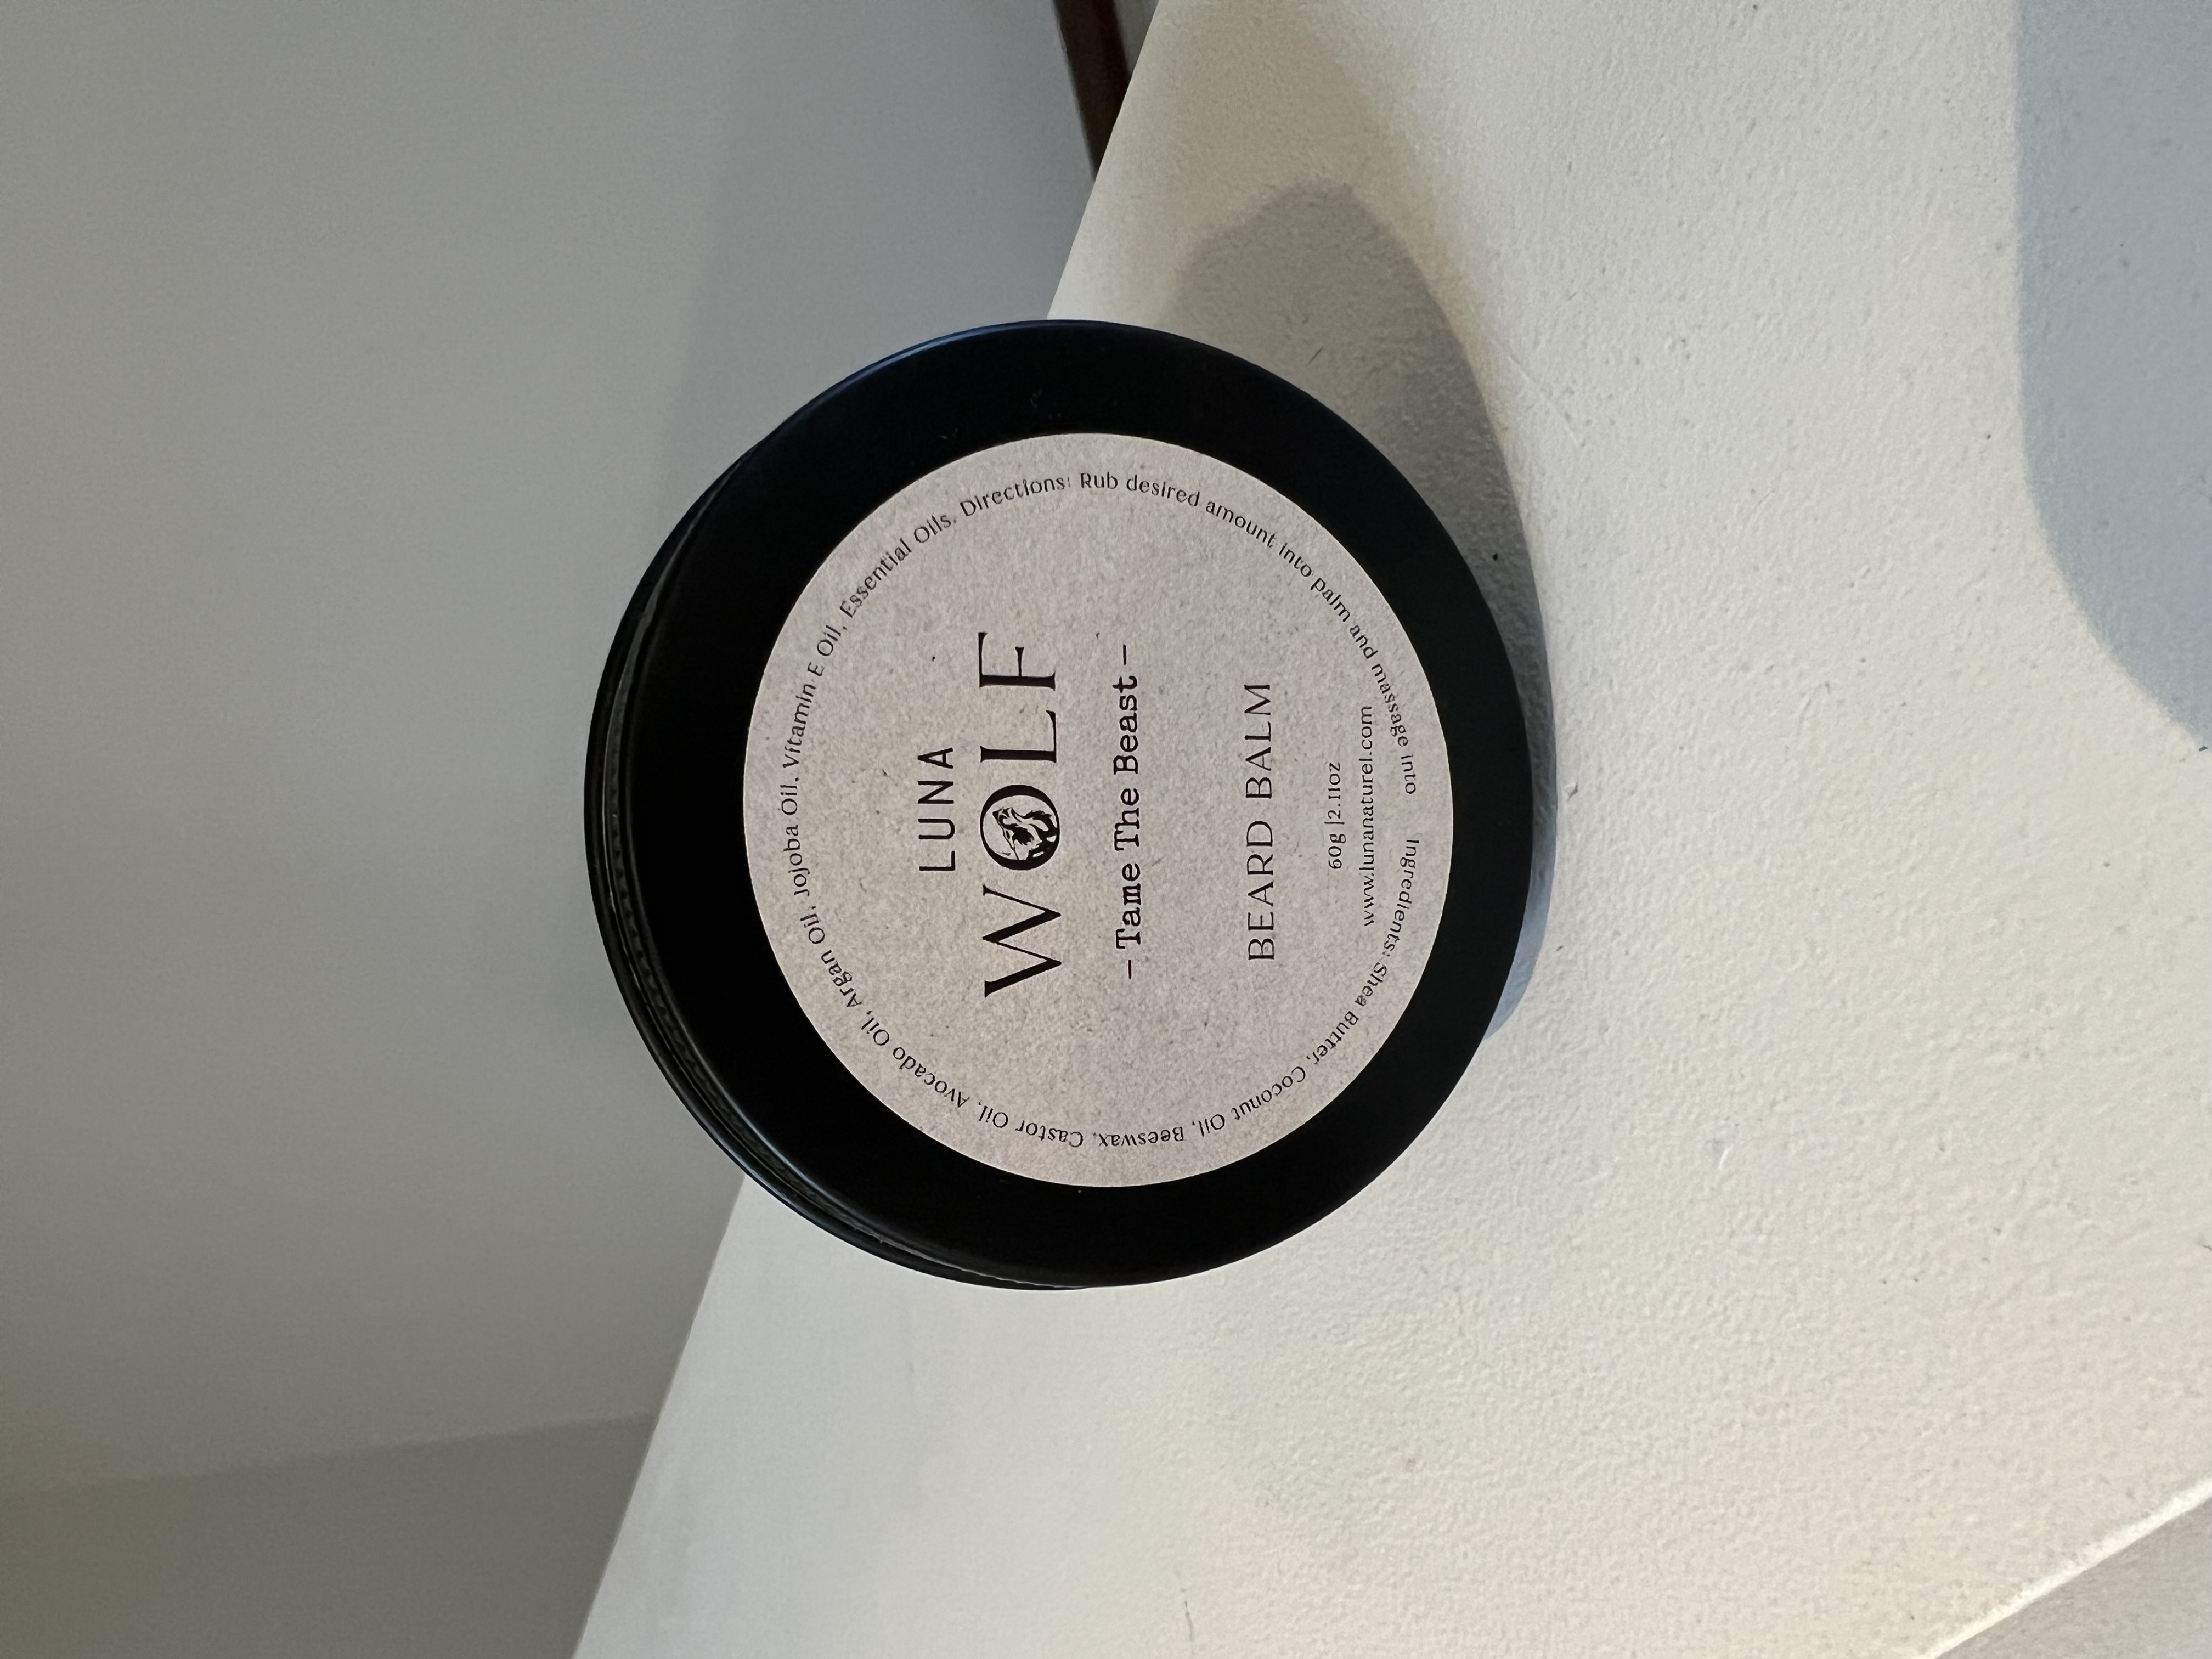 LUNA
WOLF
- Tame The Beast -
BEARD BALM
60g |2.11oz
www.lunanaturel.com
Ingredients: Shea Butter, Coconut Oil, Beeswax, Castor Oil, Avocado Oil, Argan Oil, Jojoba Oil, Vitamin E Oil, Essential Oils. Directions: Rub desired amount into palm and massage into